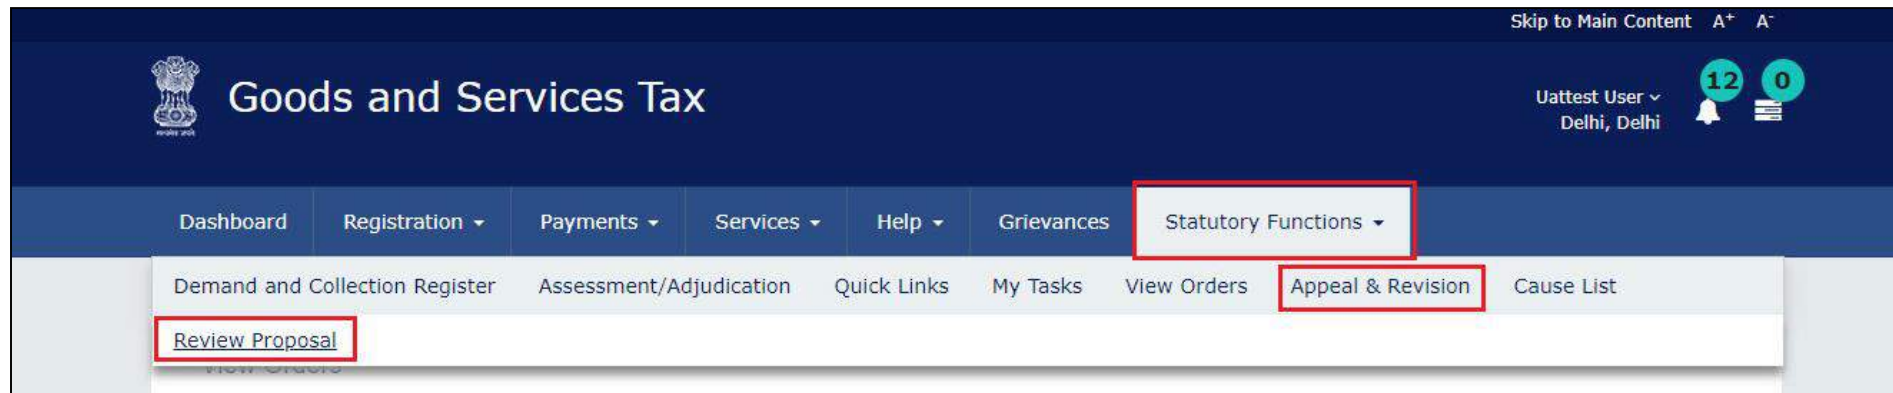 Skip to Main Content A+ A-
Goods and Services Tax
12 0
Uattest User
Delhi, Delhi
Dashboard Registration Payments Services Help Grievances Statutory Functions
Demand and Collection Register Assessment/Adjudication Quick Links My Tasks View Orders Appeal & Revision Cause List
Review Proposal
View Orders